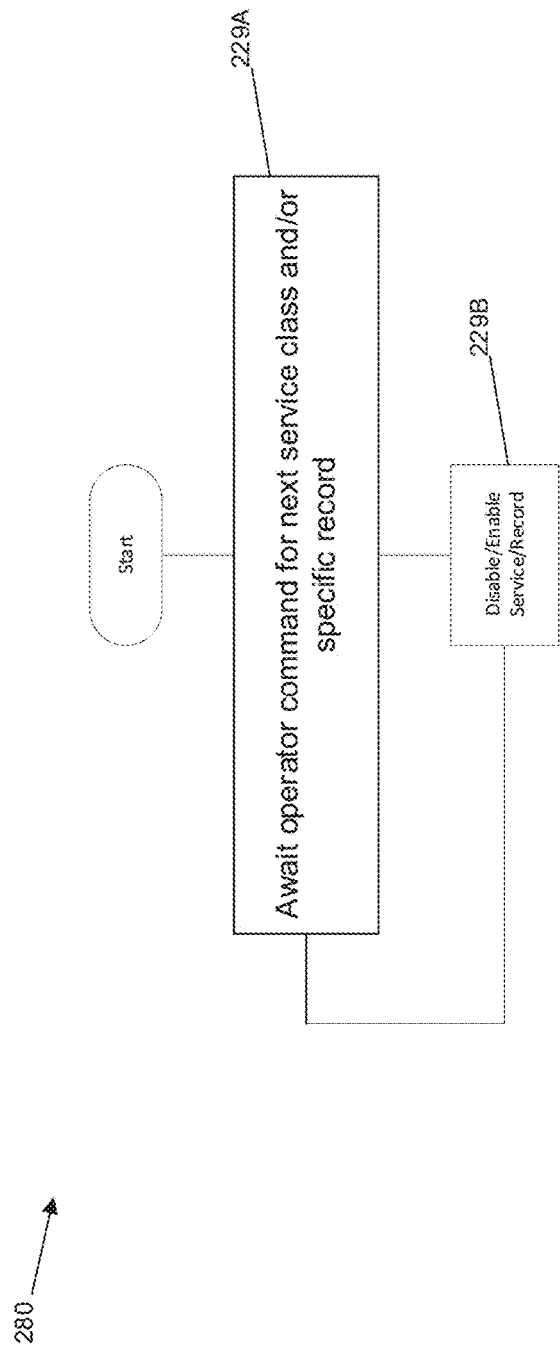 280
Start
Await operator command for next service class and/or
specific record
229A
Disable/Enable
Service/Record
229B